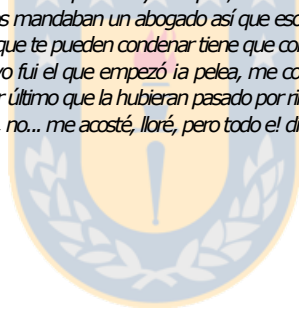 s mandaban un abogado así que esc
que te pueden condenar tiene que co
yo fui el que empezó ia pelea, me co
r último que la hubieran pasado por ri
no... me acosté, lloré, pero todo e! di